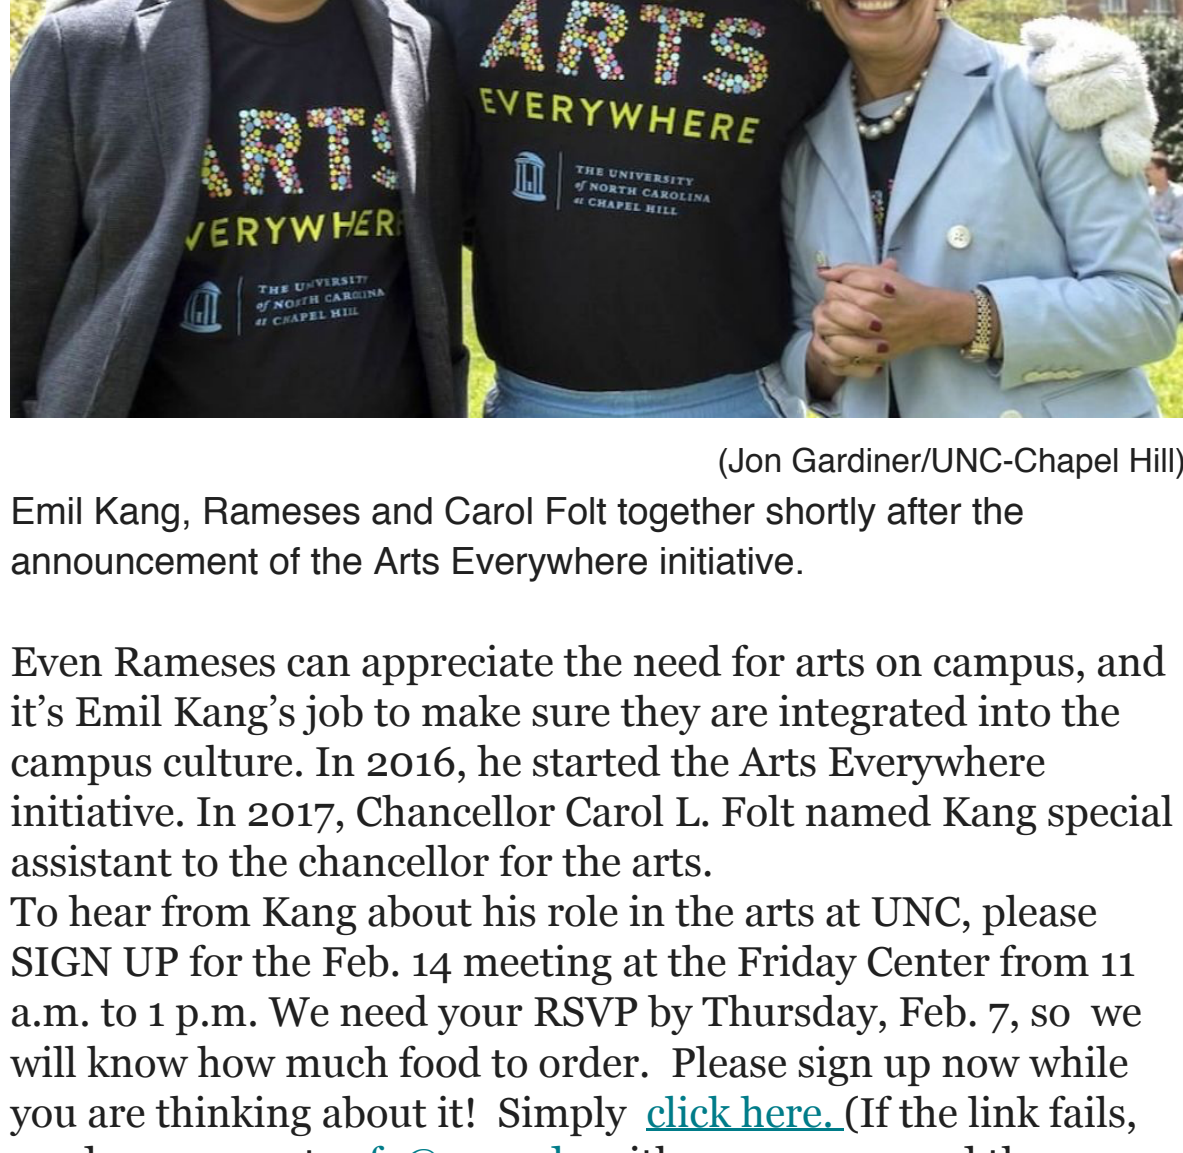 ARTS
EVERYWHERE
THE UNIVERSITY
of NORTH CAROLINA
at CHAPEL HILL
ARTS
VERYWHER
THE UNIVERSITY
of NORTH CAROLINA
at CHAPEL HILL
(Jon Gardiner/UNC-Chapel Hill)
Emil Kang, Rameses and Carol Folt together shortly after the
announcement of the Arts Everywhere initiative.
Even Rameses can appreciate the need for arts on campus, and
it’s Emil Kang’s job to make sure they are integrated into the
campus culture. In 2016, he started the Arts Everywhere
initiative. In 2017, Chancellor Carol L. Folt named Kang special
assistant to the chancellor for the arts.
To hear from Kang about his role in the arts at UNC, please
SIGN UP for the Feb. 14 meeting at the Friday Center from 11
a.m. to 1 p.m. We need your RSVP by Thursday, Feb. 7, so  we
will know how much food to order.  Please sign up now while
you are thinking about it!  Simply  click here. (If the link fails,